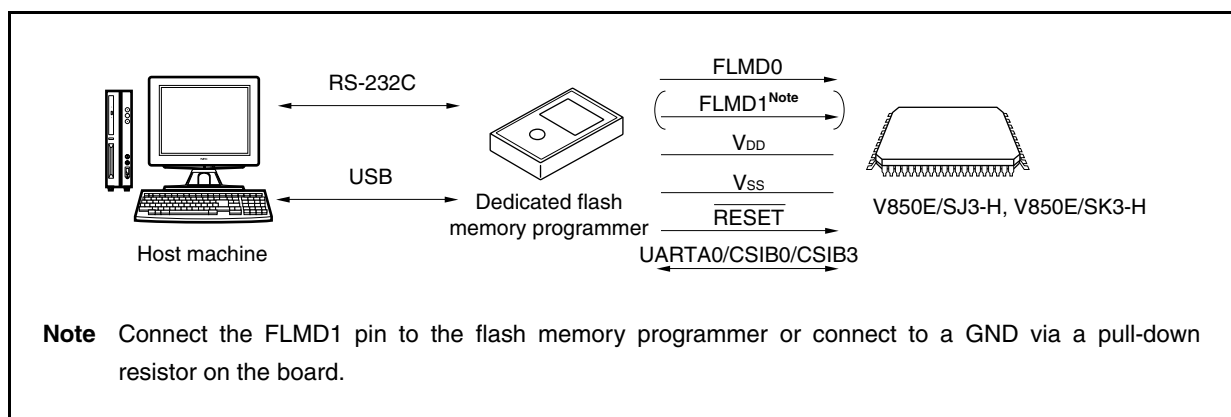 RS-232C
USB
Host machine
Dedicated flash
memory programmer
FLMD0
FLMD1Note
VDD
VSS
RESET
UARTA0/CSIB0/CSIB3
V850E/SJ3-H, V850E/SK3-H
Note Connect the FLMD1 pin to the flash memory programmer or connect to a GND via a pull-down
resistor on the board.